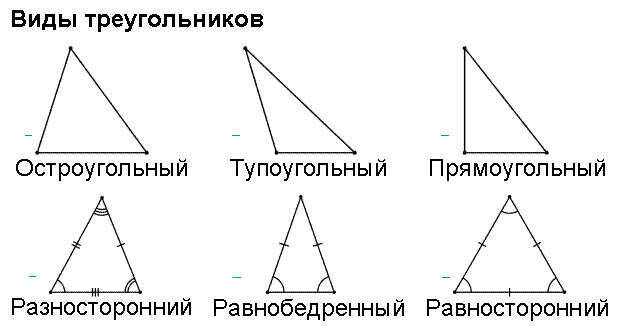 Виды треугольников
Остроугольный Тупоугольный Прямоугольный
Разносторонний Равнобедренный Равносторонний